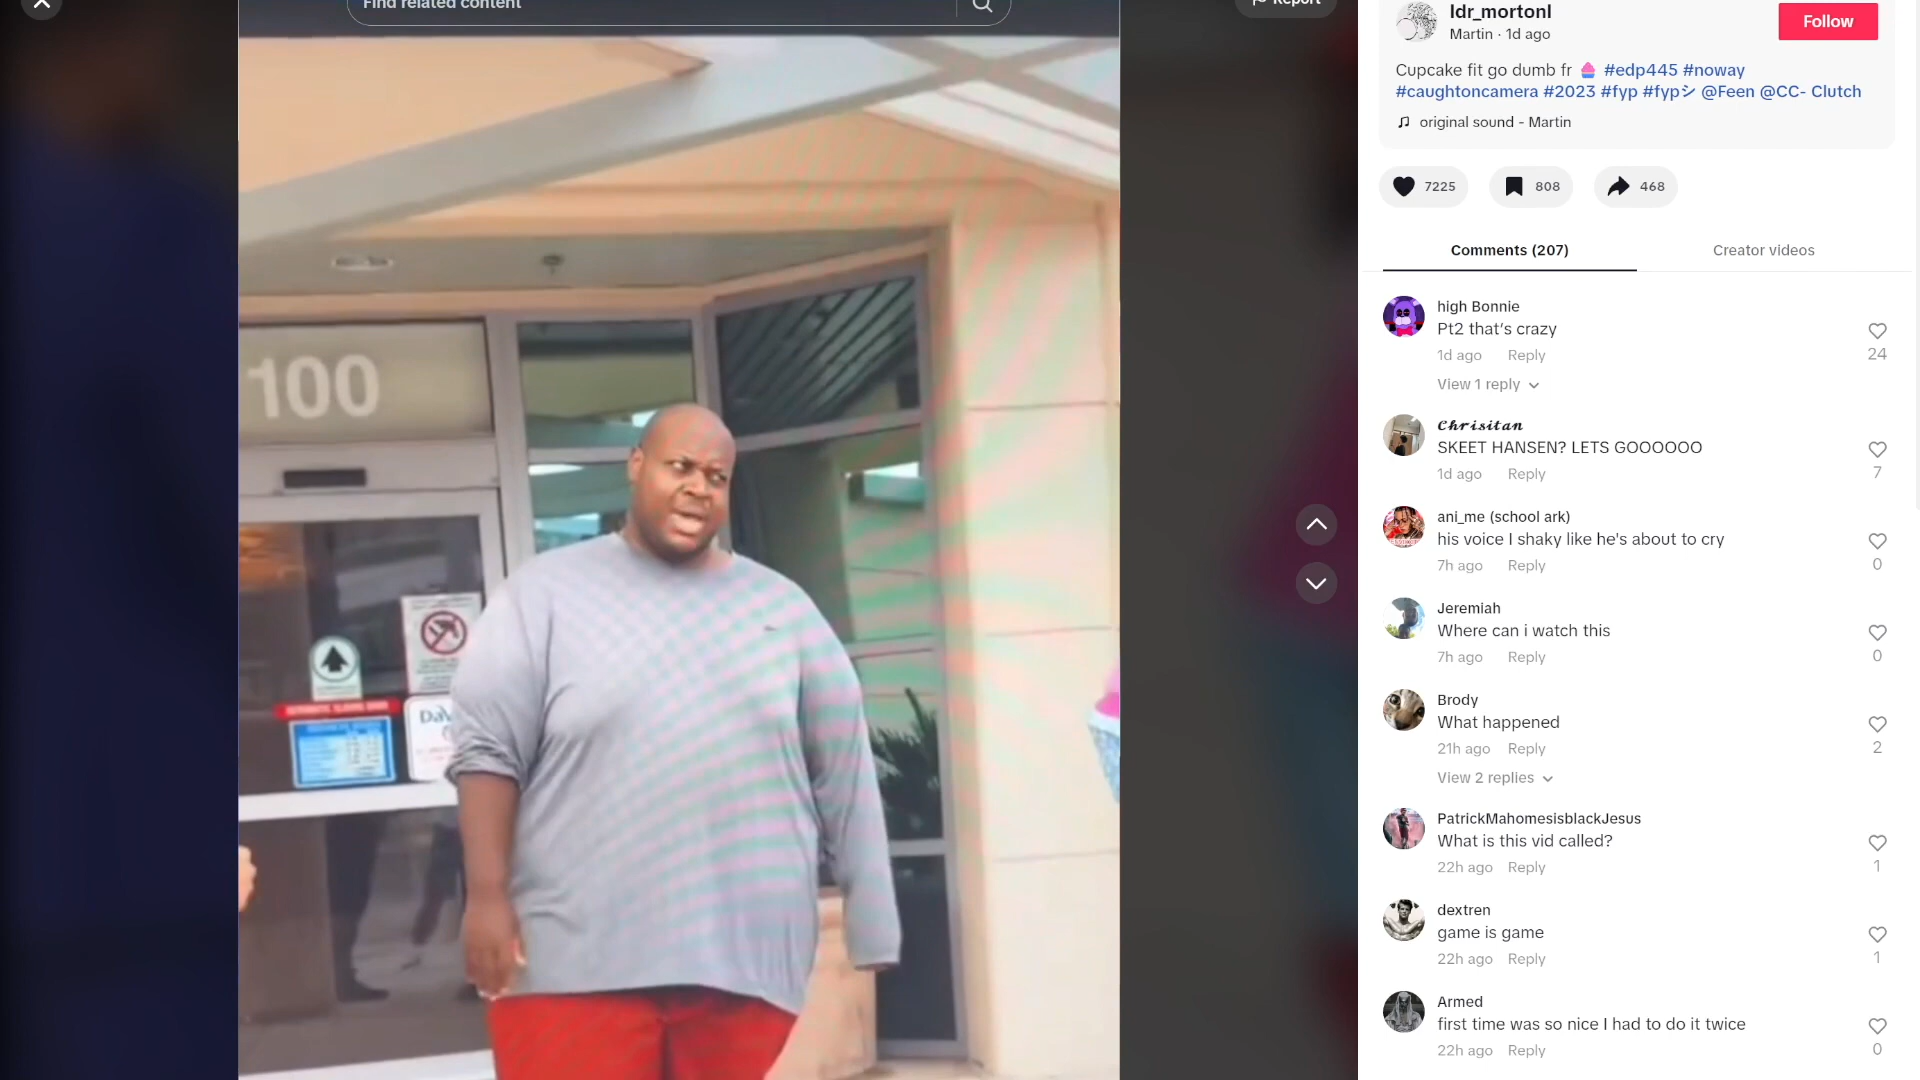 Find related content
Report
100
Dav
ldr_mortonl
Martin · 1d ago
Follow
Cupcake fit go dumb fr 🧁 #edp445 #noway
#caughtoncamera #2023 #fyp #fypシ @Feen @CC- Clutch
original sound - Martin
7225
808
468
Comments (207)
Creator videos
high Bonnie
Pt2 that's crazy
1d ago Reply
24
View 1 reply
𝓒𝓱𝓻𝓲𝓼𝓲𝓽𝓪𝓷
SKEET HANSEN? LETS GOOOOOO
1d ago Reply
7
ani_me (school ark)
his voice I shaky like he's about to cry
7h ago Reply
0
Jeremiah
Where can i watch this
7h ago Reply
0
Brody
What happened
21h ago Reply
2
View 2 replies
PatrickMahomesisblackJesus
What is this vid called?
22h ago Reply
1
dextren
game is game
22h ago Reply
1
Armed
first time was so nice I had to do it twice
22h ago Reply
0